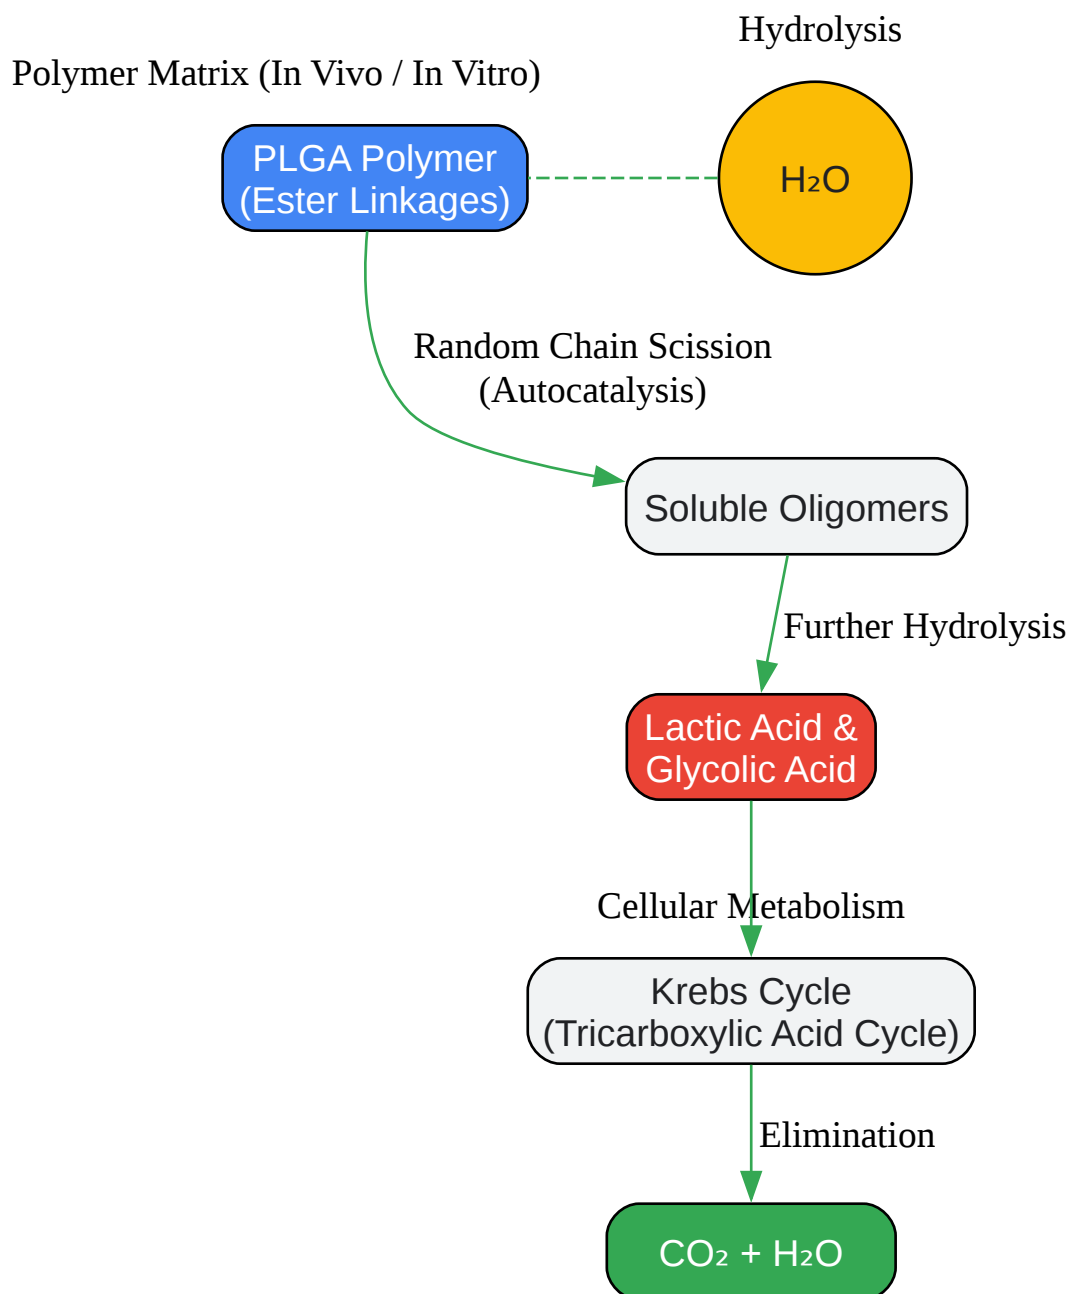 Hydrolysis
Polymer Matrix (In Vivo / In Vitro)
PLGA Polymer
(Ester Linkages)
H₂O
Random Chain Scission
(Autocatalysis)
Soluble Oligomers
Further Hydrolysis
Lactic Acid &
Glycolic Acid
Cellular Metabolism
Krebs Cycle
(Tricarboxylic Acid Cycle)
Elimination
CO₂ + H₂O